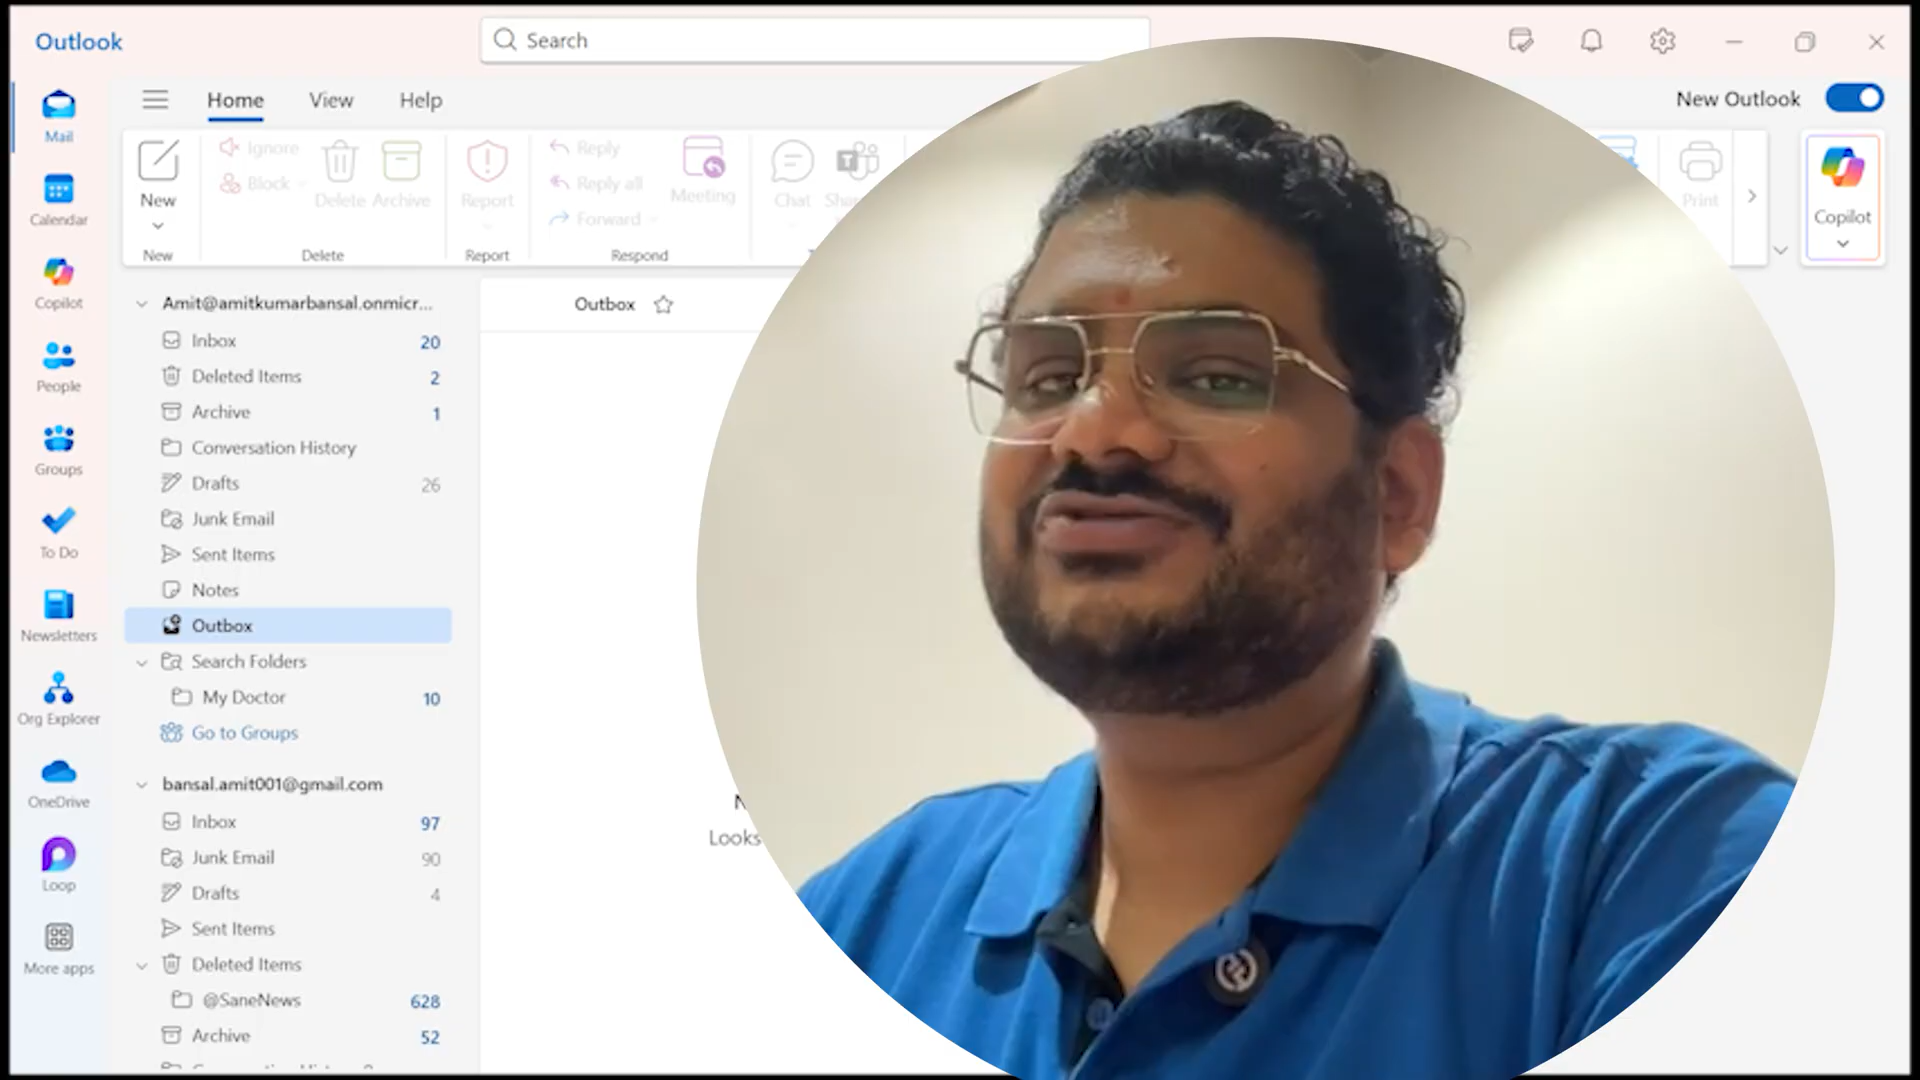 Outlook
Search
Home
View
Help
New Outlook
New
Ignore
Block
Delete
Archive
Report
Reply
Reply all
Forward
Meeting
Chat
Print
Copilot
New
Delete
Report
Respond
Mail
Calendar
Copilot
People
Groups
To Do
Newsletters
Org Explorer
OneDrive
Loop
More apps
Amit@amitkumarbansal.onmicr...
Inbox 20
Deleted Items 2
Archive 1
Conversation History
Drafts 26
Junk Email
Sent Items
Notes
Outbox
Search Folders
My Doctor 10
Go to Groups
bansal.amit001@gmail.com
Inbox 97
Junk Email 90
Drafts 4
Sent Items
Deleted Items
@SaneNews 628
Archive 52
Outbox
Looks